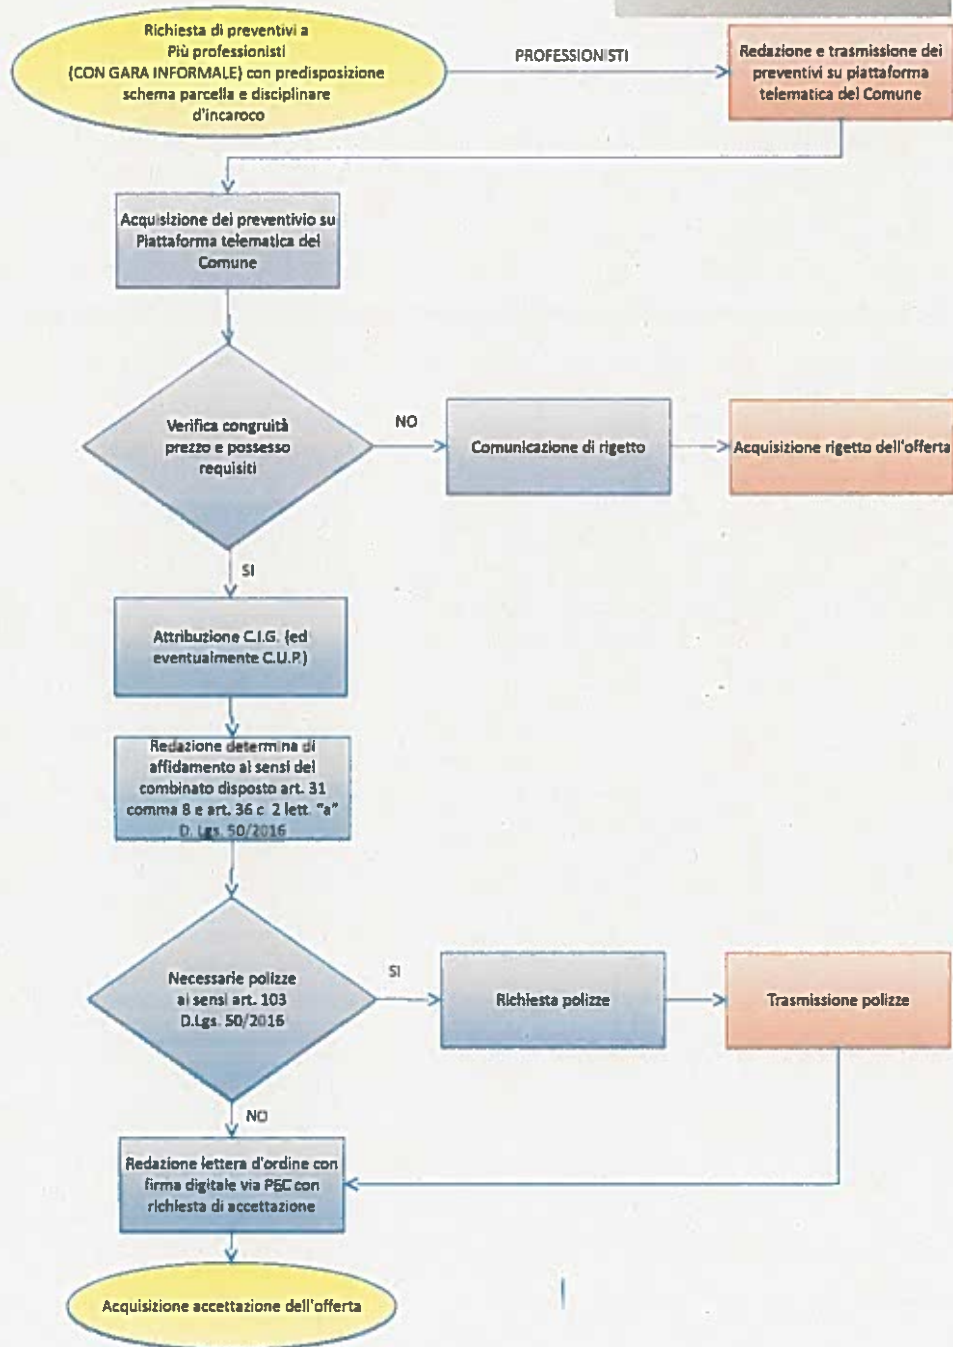 Richiesta di preventivi a
Più professionisti
(CON GARA INFORMALE) con predisposizione
schema parcella e disciplinare
d'incaroco
PROFESSIONISTI
Redazione e trasmissione dei
preventivi su piattaforma
telematica del Comune
Acquisizione dei preventivio su
Piattaforma telematica del
Comune
Verifica congruità
prezzo e possesso
requisiti
NO
Comunicazione di rigetto
Acquisizione rigetto dell'offerta
SI
Attribuzione C.I.G. (ed
eventualmente C.U.P.)
Redazione determina di
affidamento ai sensi del
combinato disposto art. 31
comma 8 e art. 36 c 2 lett. "a"
D. Lgs. 50/2016
Necessarie polizze
ai sensi art. 103
D.Lgs. 50/2016
SI
Richiesta polizze
Trasmissione polizze
NO
Redazione lettera d'ordine con
firma digitale via PEC con
richiesta di accettazione
Acquisizione accettazione dell'offerta